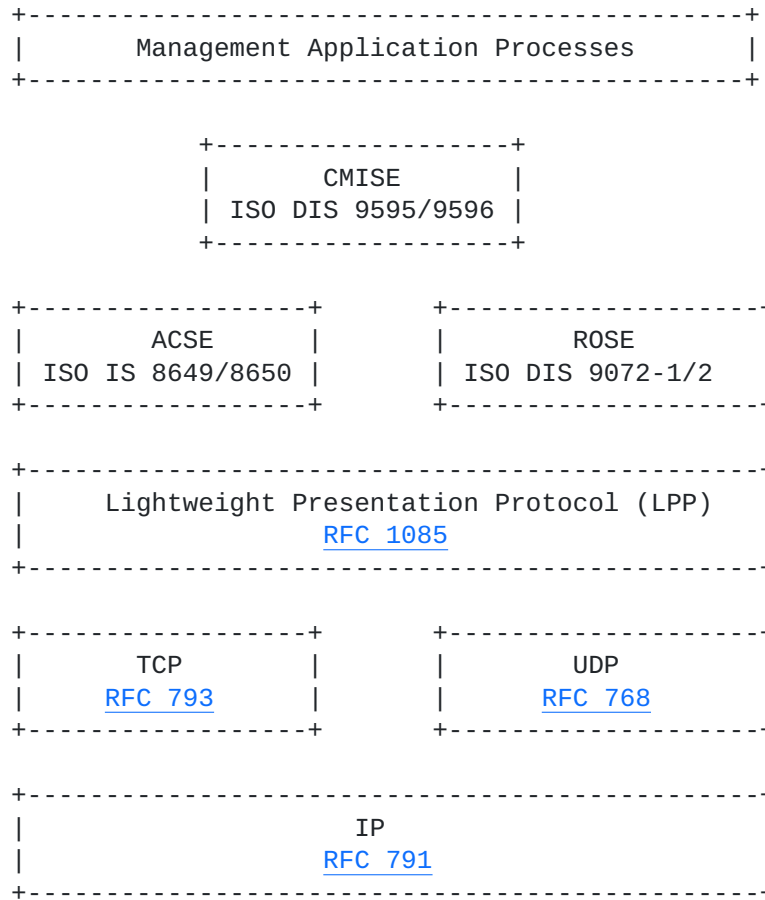 Management Application Processes
CMISE
ISO DIS 9595/9596
ACSE ROSE
ISO IS 8649/8650 ISO DIS 9072-1/2
Lightweight Presentation Protocol (LPP)
RFC 1085
TCP UDP
RFC 793 RFC 768
IP
RFC 791